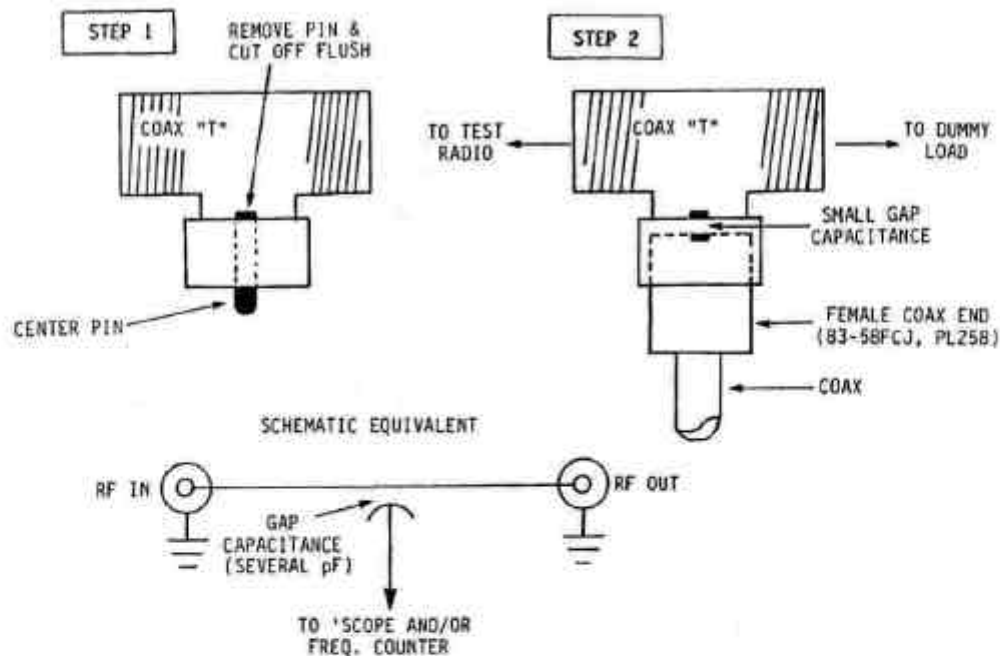 STEP 1
REMOVE PIN &
CUT OFF FLUSH
COAX "T"
CENTER PIN
STEP 2
TO TEST
RADIO
COAX "T"
TO DUMMY
LOAD
SMALL GAP
CAPACITANCE
FEMALE COAX END
(83-58FCJ, PL258)
COAX
SCHEMATIC EQUIVALENT
RF IN
RF OUT
GAP
CAPACITANCE
(SEVERAL pF)
TO 'SCOPE AND/OR
FREQ. COUNTER